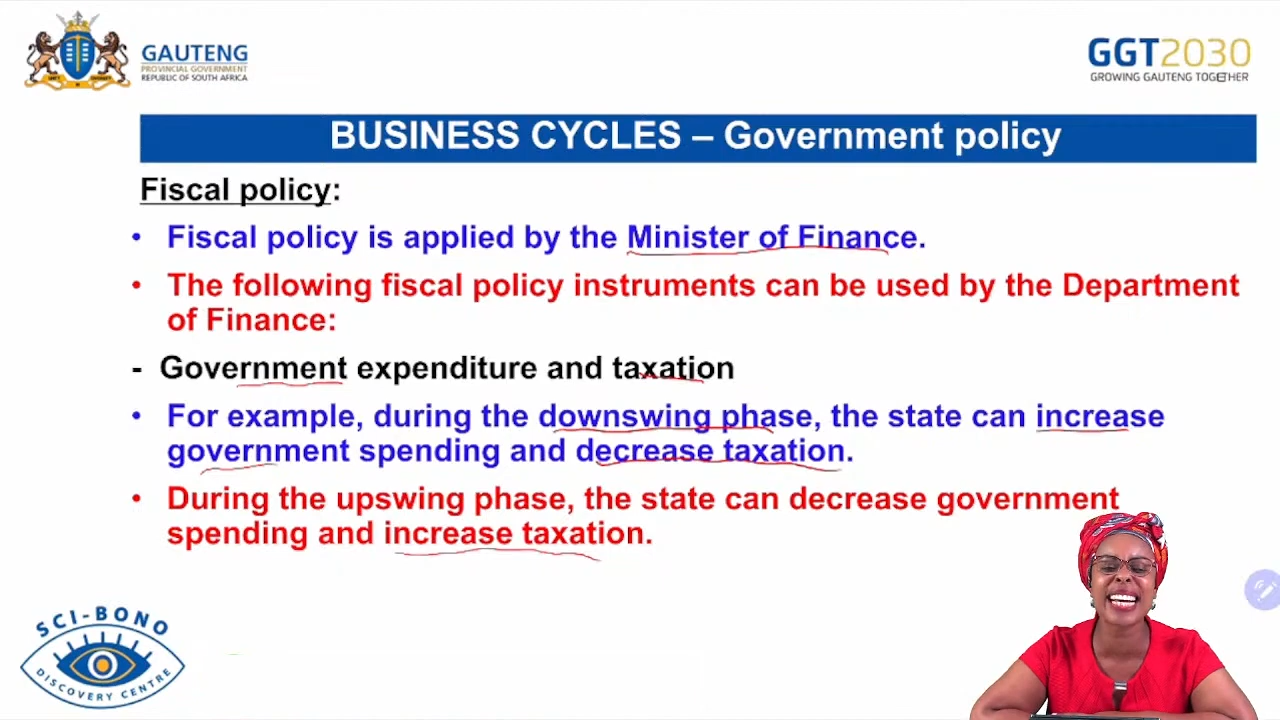 GAUTENG
PROVINCIAL GOVERNMENT
REPUBLIC OF SOUTH AFRICA
GGT2030
GROWING GAUTENG TOGETHER
BUSINESS CYCLES – Government policy
Fiscal policy:
• Fiscal policy is applied by the Minister of Finance.
• The following fiscal policy instruments can be used by the Department
of Finance:
- Government expenditure and taxation
• For example, during the downswing phase, the state can increase
government spending and decrease taxation.
• During the upswing phase, the state can decrease government
spending and increase taxation.
SCI-BONO
DISCOVERY CENTRE